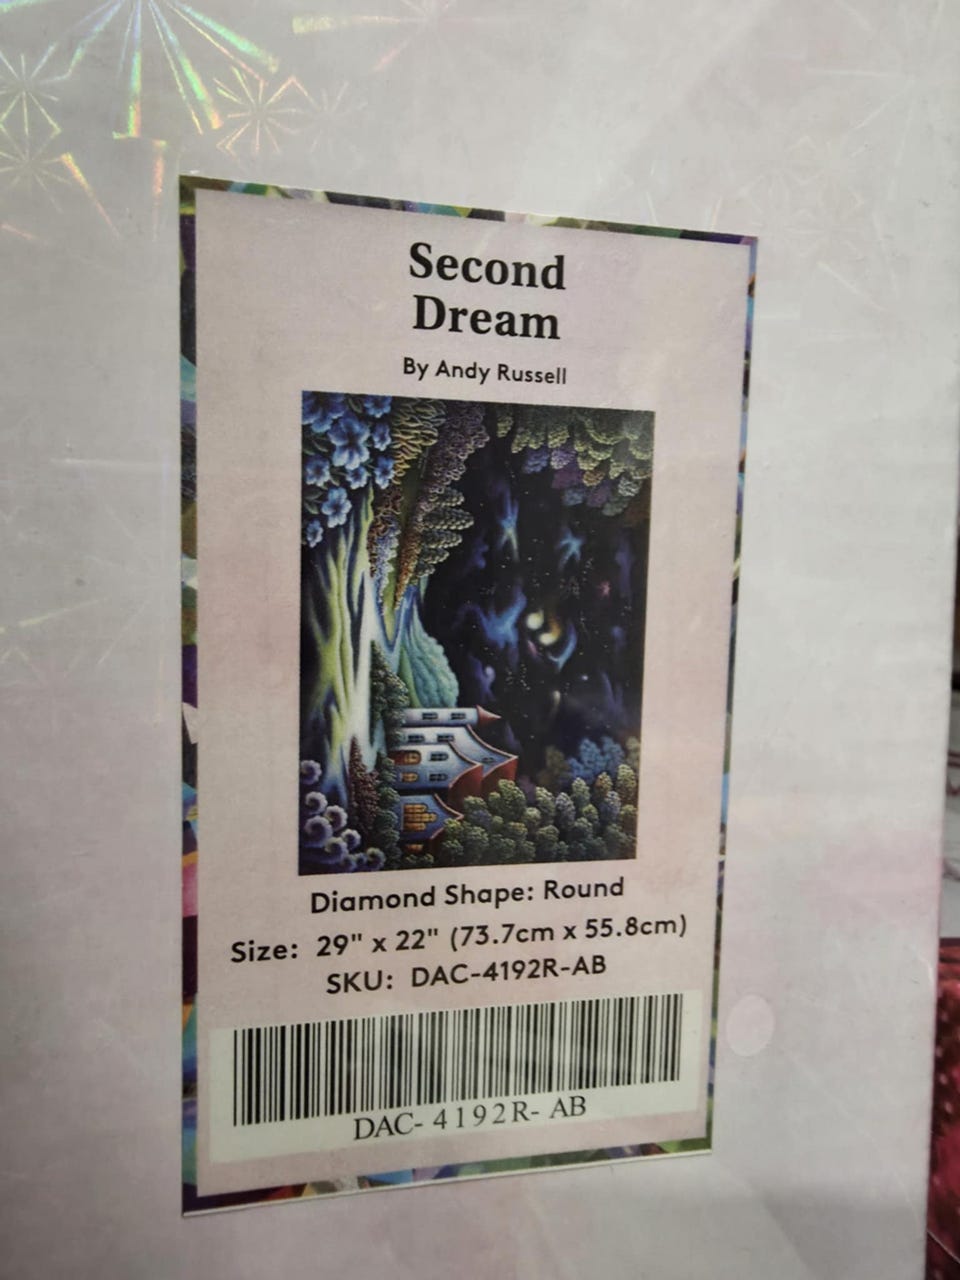 Second
Dream
By Andy Russell
Diamond Shape: Round
Size: 29" x 22" (73.7cm x 55.8cm)
SKU: DAC-4192R-AB
DAC- 4192R- AB